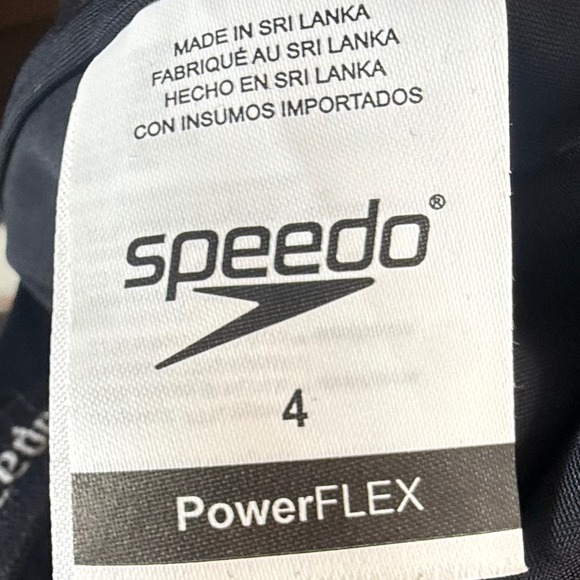 MADE IN SRI LANKA
FABRIQUÉ AU SRI LANKA
HECHO EN SRI LANKA
CON INSUMOS IMPORTADOS
speedo®
4
PowerFLEX